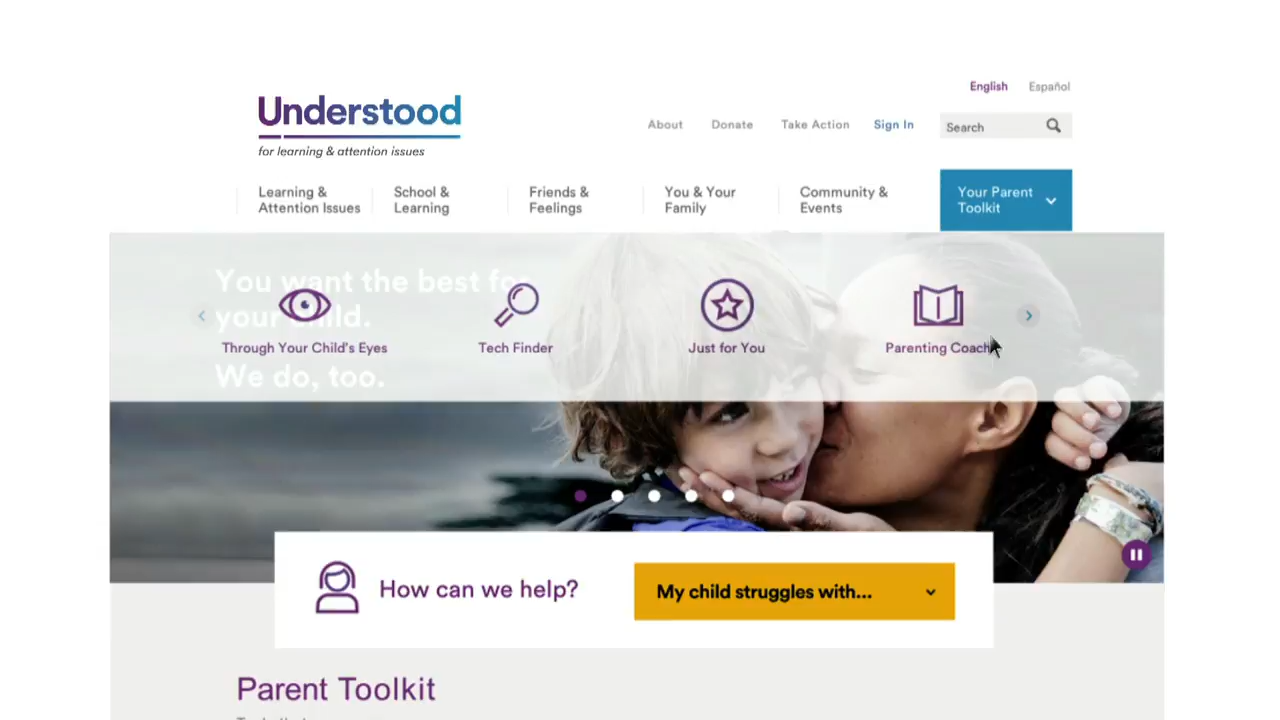 English Español
Understood
for learning & attention issues
About Donate Take Action Sign In Search
Learning &
Attention Issues
School &
Learning
Friends &
Feelings
You & Your
Family
Community &
Events
Your Parent
Toolkit
You want the best for
your child.
We do, too.
Through Your Child's Eyes
Tech Finder
Just for You
Parenting Coach
How can we help?
My child struggles with...
Parent Toolkit